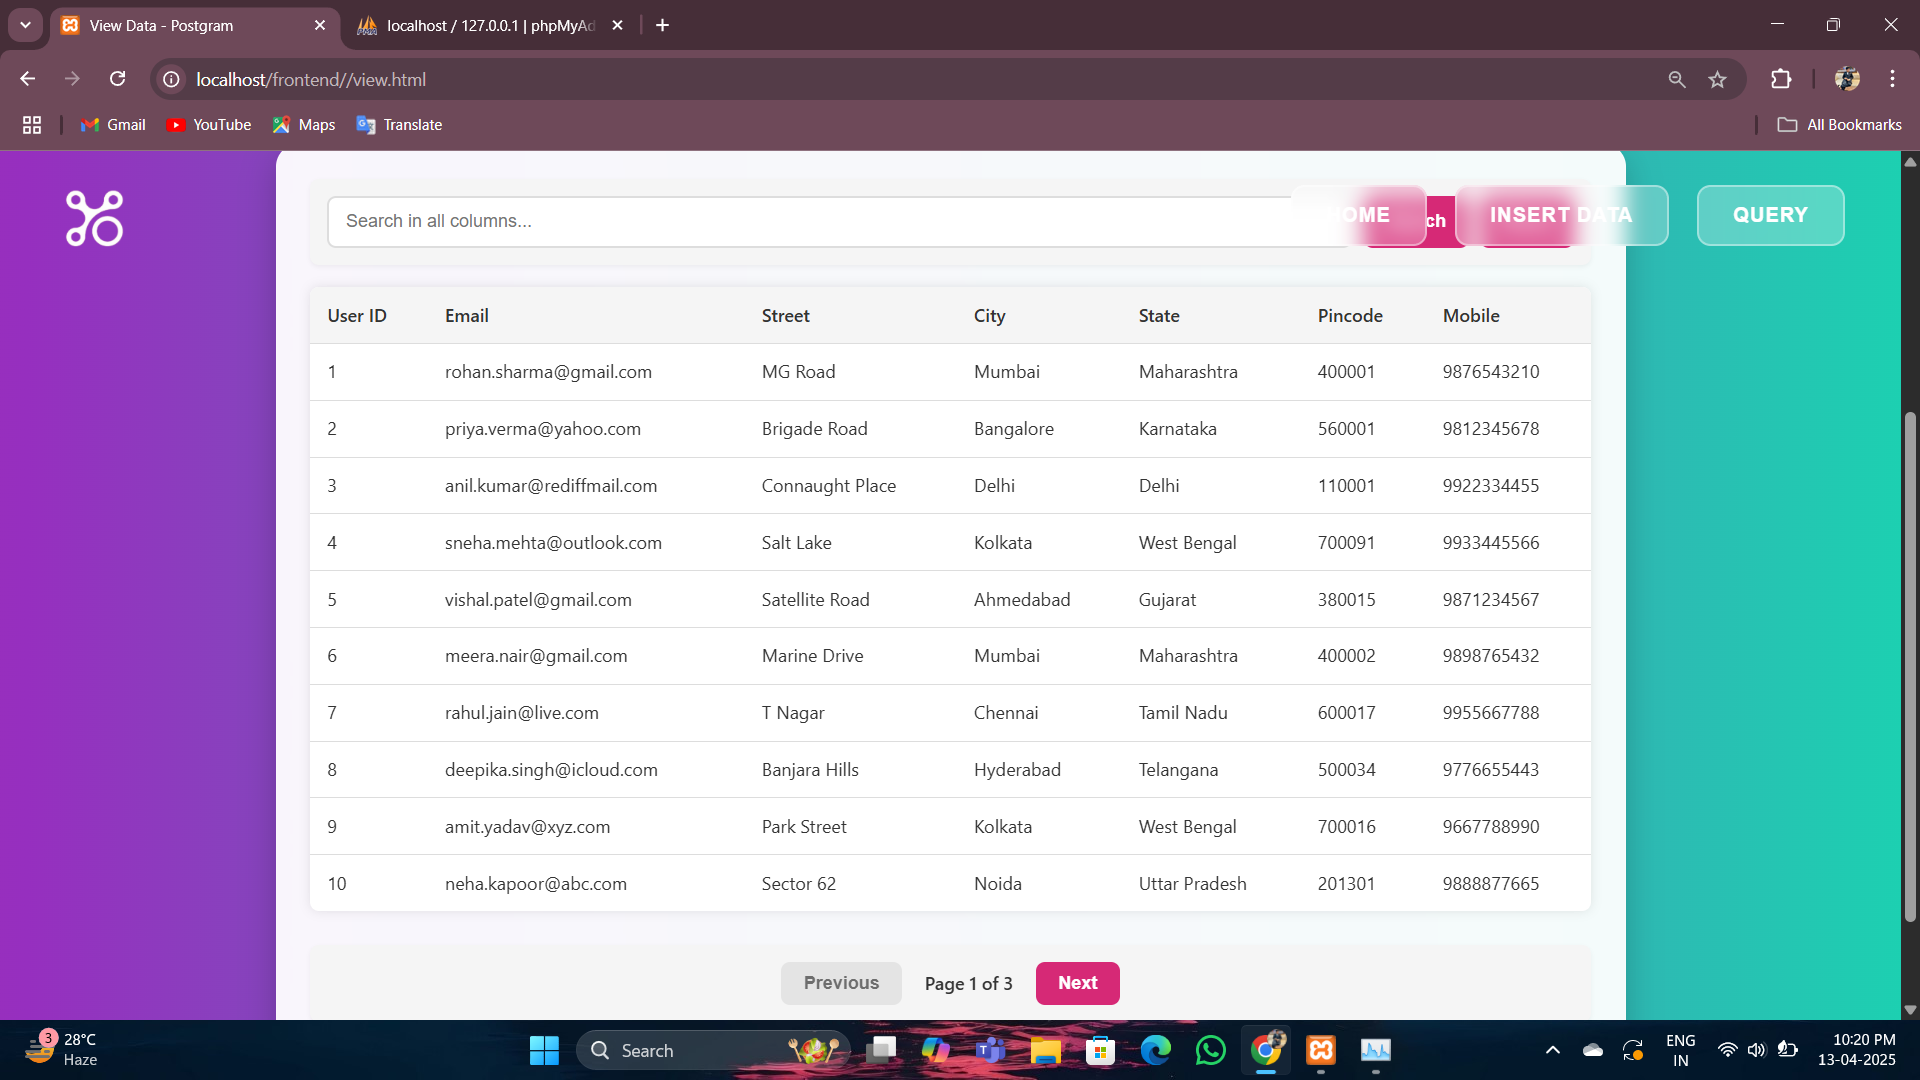 View Data - Postgram
localhost / 127.0.0.1 | phpMyAd
localhost/frontend//view.html
Gmail YouTube Maps Translate All Bookmarks
Search in all columns... OME ch INSERT DATA QUERY
User ID Email Street City State Pincode Mobile
1 rohan.sharma@gmail.com MG Road Mumbai Maharashtra 400001 9876543210
2 priya.verma@yahoo.com Brigade Road Bangalore Karnataka 560001 9812345678
3 anil.kumar@rediffmail.com Connaught Place Delhi Delhi 110001 9922334455
4 sneha.mehta@outlook.com Salt Lake Kolkata West Bengal 700091 9933445566
5 vishal.patel@gmail.com Satellite Road Ahmedabad Gujarat 380015 9871234567
6 meera.nair@gmail.com Marine Drive Mumbai Maharashtra 400002 9898765432
7 rahul.jain@live.com T Nagar Chennai Tamil Nadu 600017 9955667788
8 deepika.singh@icloud.com Banjara Hills Hyderabad Telangana 500034 9776655443
9 amit.yadav@xyz.com Park Street Kolkata West Bengal 700016 9667788990
10 neha.kapoor@abc.com Sector 62 Noida Uttar Pradesh 201301 9888877665
Previous Page 1 of 3 Next
3 28°C
Haze
Search
ENG
IN
10:20 PM
13-04-2025